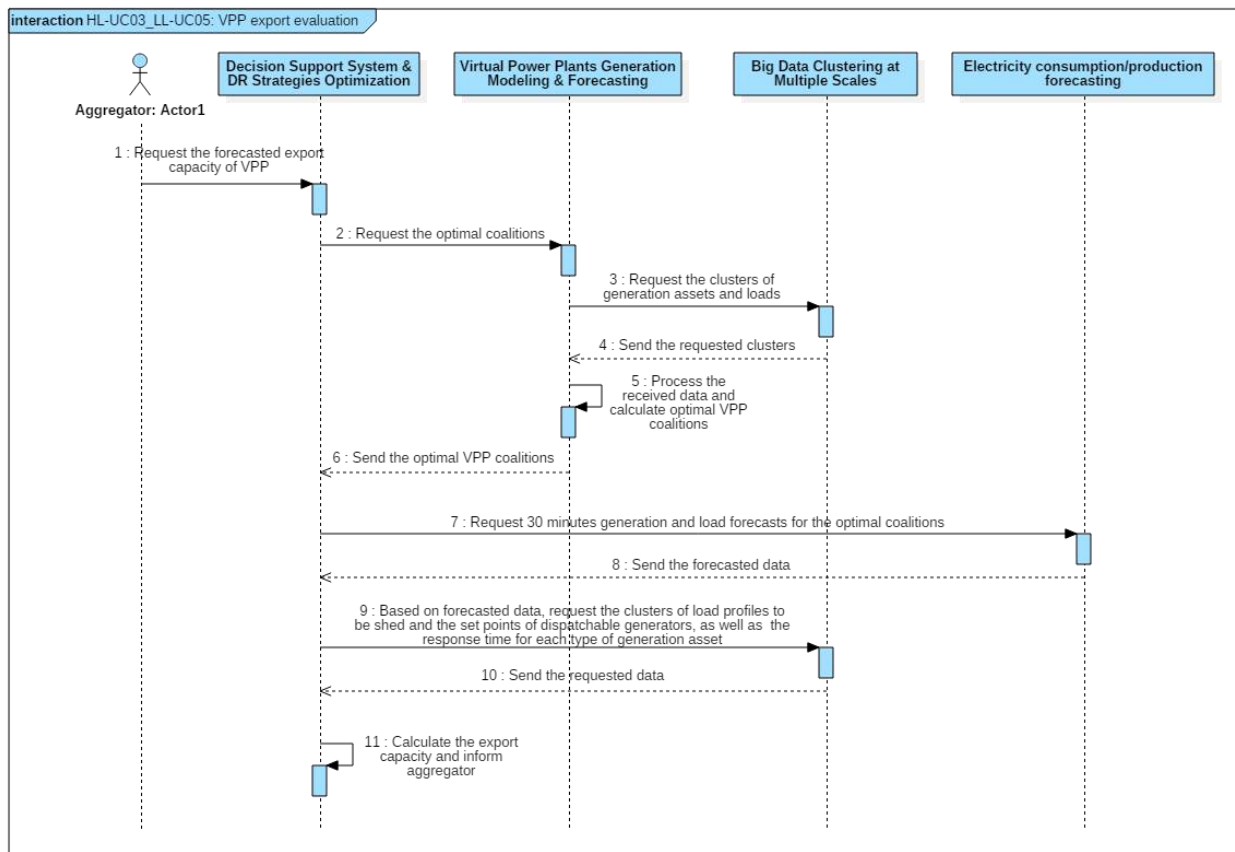 interaction HL-UC03_LL-UC05: VPP export evaluation
Aggregator: Actor1
Decision Support System &
DR Strategies Optimization
Virtual Power Plants Generation
Modeling & Forecasting
Big Data Clustering at
Multiple Scales
Electricity consumption/production
forecasting
1 : Request the forecasted export
capacity of VPP
2 : Request the optimal coalitions
3 : Request the clusters of
generation assets and loads
4 : Send the requested clusters
5 : Process the
received data and
calculate optimal VPP
coalitions
6 : Send the optimal VPP coalitions
7 : Request 30 minutes generation and load forecasts for the optimal coalitions
8 : Send the forecasted data
9 : Based on forecasted data, request the clusters of load profiles to
be shed and the set points of dispatchable generators, as well as the
response time for each type of generation asset
10 : Send the requested data
11 : Calculate the export
capacity and inform
aggregator